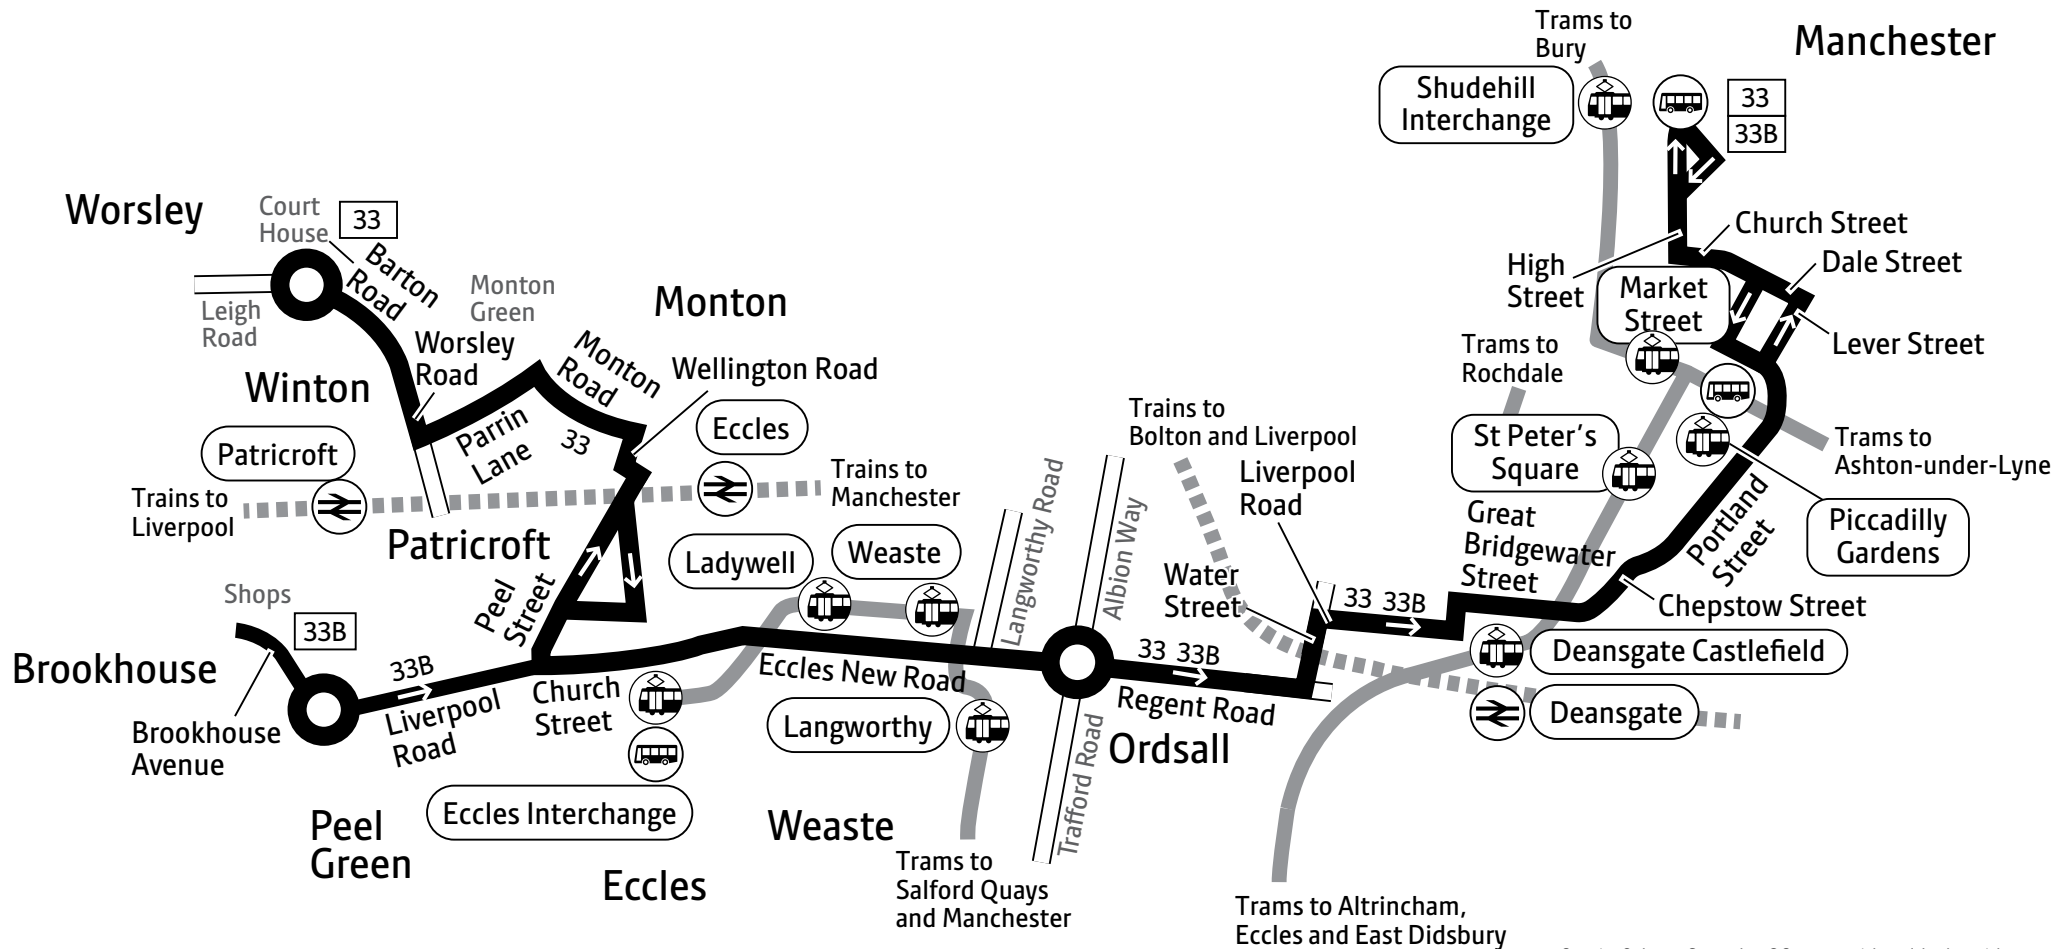 Trams to
Bury
Manchester
Shudehill
Interchange
33
33B
Worsley
Court
House
33
Barton
Road
Leigh
Road
Monton
Green
Monton
Church Street
Dale Street
High
Street
Market
Street
Lever Street
Worsley
Road
Monton
Road
Wellington Road
Winton
Parrin
Lane
33
Eccles
Patricroft
Trains to
Liverpool
Trains to
Manchester
Trains to
Bolton and Liverpool
Trams to
Rochdale
St Peter's
Square
Trams to
Ashton-under-Lyne
Piccadilly
Gardens
Liverpool
Road
Langworthy Road
Albion Way
Patricroft
Ladywell
Weaste
Great
Bridgewater
Street
Portland
Street
Water
Street
33 33B
Chepstow Street
Shops
33B
Peel
Street
Brookhouse
33B
Liverpool
Road
Church
Street
Eccles New Road
33 33B
Regent Road
Deansgate Castlefield
Deansgate
Langworthy
Brookhouse
Avenue
Ordsall
Trafford Road
Eccles Interchange
Peel
Green
Weaste
Eccles
Trams to
Salford Quays
and Manchester
Trams to Altrincham,
Eccles and East Didsbury